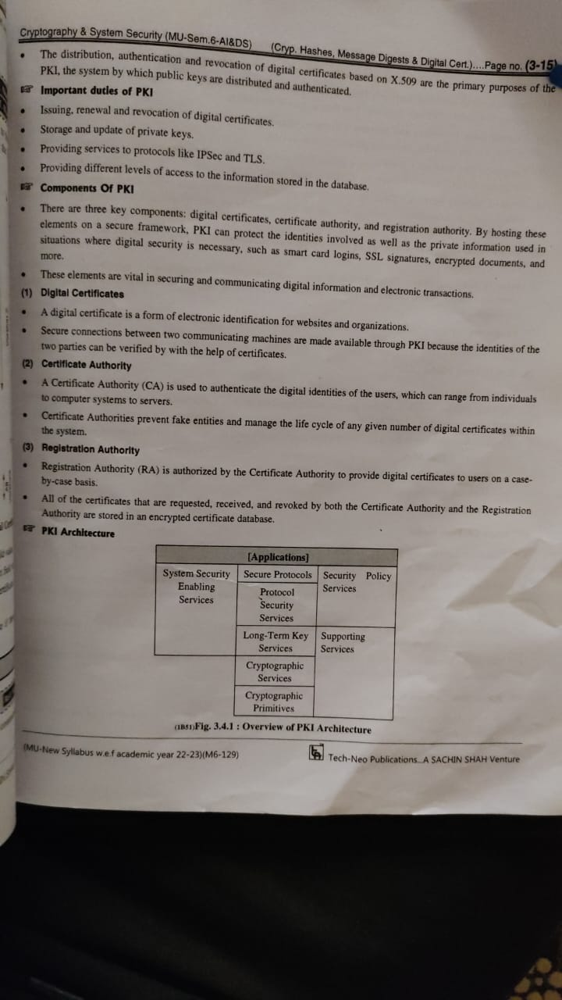 Cryptography & System Security (MU-Sem.6-AI&DS) (Cryp. Hashes, Message Digests & Digital Cert.)....Page no. (3-15)
• The distribution, authentication and revocation of digital certificates based on X.509 are the primary purposes of the
PKI, the system by which public keys are distributed and authenticated.
☞ Important duties of PKI
• Issuing, renewal and revocation of digital certificates.
• Storage and update of private keys.
• Providing services to protocols like IPSec and TLS.
• Providing different levels of access to the information stored in the database.
☞ Components Of PKI
• There are three key components: digital certificates, certificate authority, and registration authority. By hosting these
elements on a secure framework, PKI can protect the identities involved as well as the private information used in
situations where digital security is necessary, such as smart card logins, SSL signatures, encrypted documents, and
more.
• These elements are vital in securing and communicating digital information and electronic transactions.
(1) Digital Certificates
• A digital certificate is a form of electronic identification for websites and organizations.
• Secure connections between two communicating machines are made available through PKI because the identities of the
two parties can be verified by with the help of certificates.
(2) Certificate Authority
• A Certificate Authority (CA) is used to authenticate the digital identities of the users, which can range from individuals
to computer systems to servers.
• Certificate Authorities prevent fake entities and manage the life cycle of any given number of digital certificates within
the system.
(3) Registration Authority
• Registration Authority (RA) is authorized by the Certificate Authority to provide digital certificates to users on a case-
by-case basis.
• All of the certificates that are requested, received, and revoked by both the Certificate Authority and the Registration
Authority are stored in an encrypted certificate database.
☞ PKI Architecture
[Applications]
System Security
Enabling
Services
Secure Protocols
Protocol
Security
Services
Security Policy
Services
Long-Term Key
Services
Supporting
Services
Cryptographic
Services
Cryptographic
Primitives
(1B51)Fig. 3.4.1 : Overview of PKI Architecture
(MU-New Syllabus w.e.f academic year 22-23)(M6-129)
Tech-Neo Publications...A SACHIN SHAH Venture